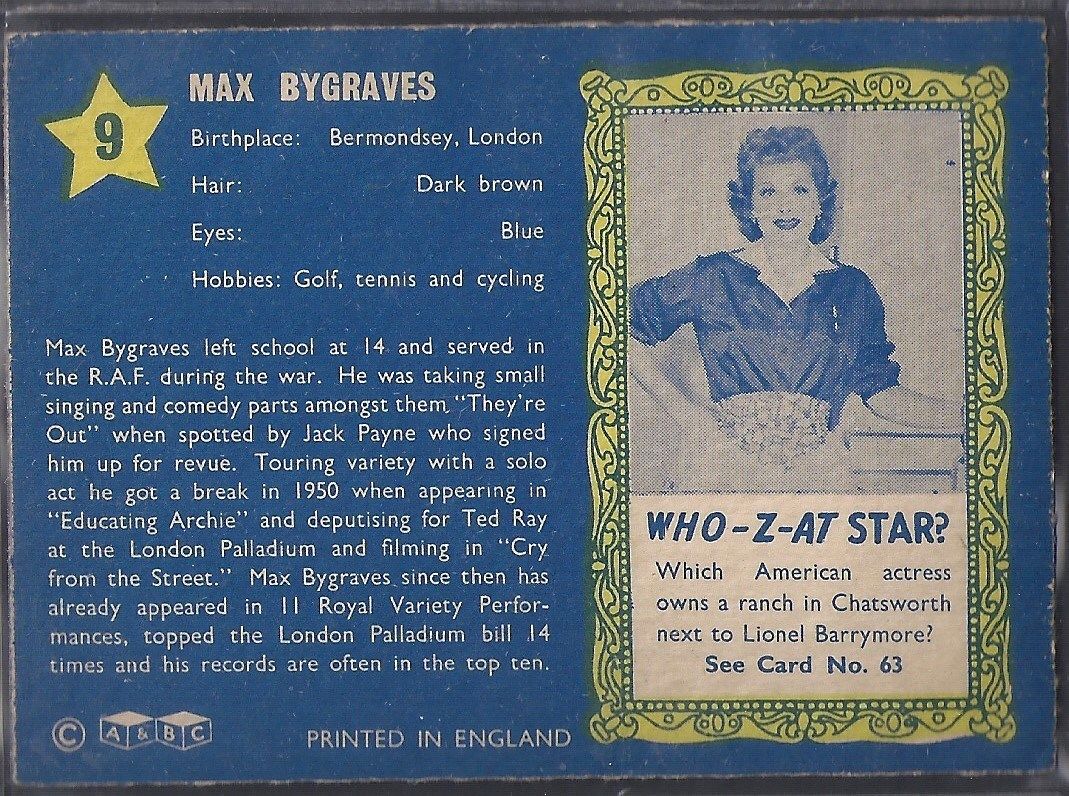 9
MAX BYGRAVES
Birthplace: Bermondsey, London
Hair: Dark brown
Eyes: Blue
Hobbies: Golf, tennis and cycling
Max Bygraves left school at 14 and served in
the R.A.F. during the war. He was taking small
singing and comedy parts amongst them "They're
Out" when spotted by Jack Payne who signed
him up for revue. Touring variety with a solo
act he got a break in 1950 when appearing in
"Educating Archie" and deputising for Ted Ray
at the London Palladium and filming in "Cry
from the Street." Max Bygraves since then has
already appeared in 11 Royal Variety Perfor-
mances, topped the London Palladium bill 14
times and his records are often in the top ten.
© A & B C
PRINTED IN ENGLAND
WHO-Z-AT STAR?
Which American actress
owns a ranch in Chatsworth
next to Lionel Barrymore?
See Card No. 63